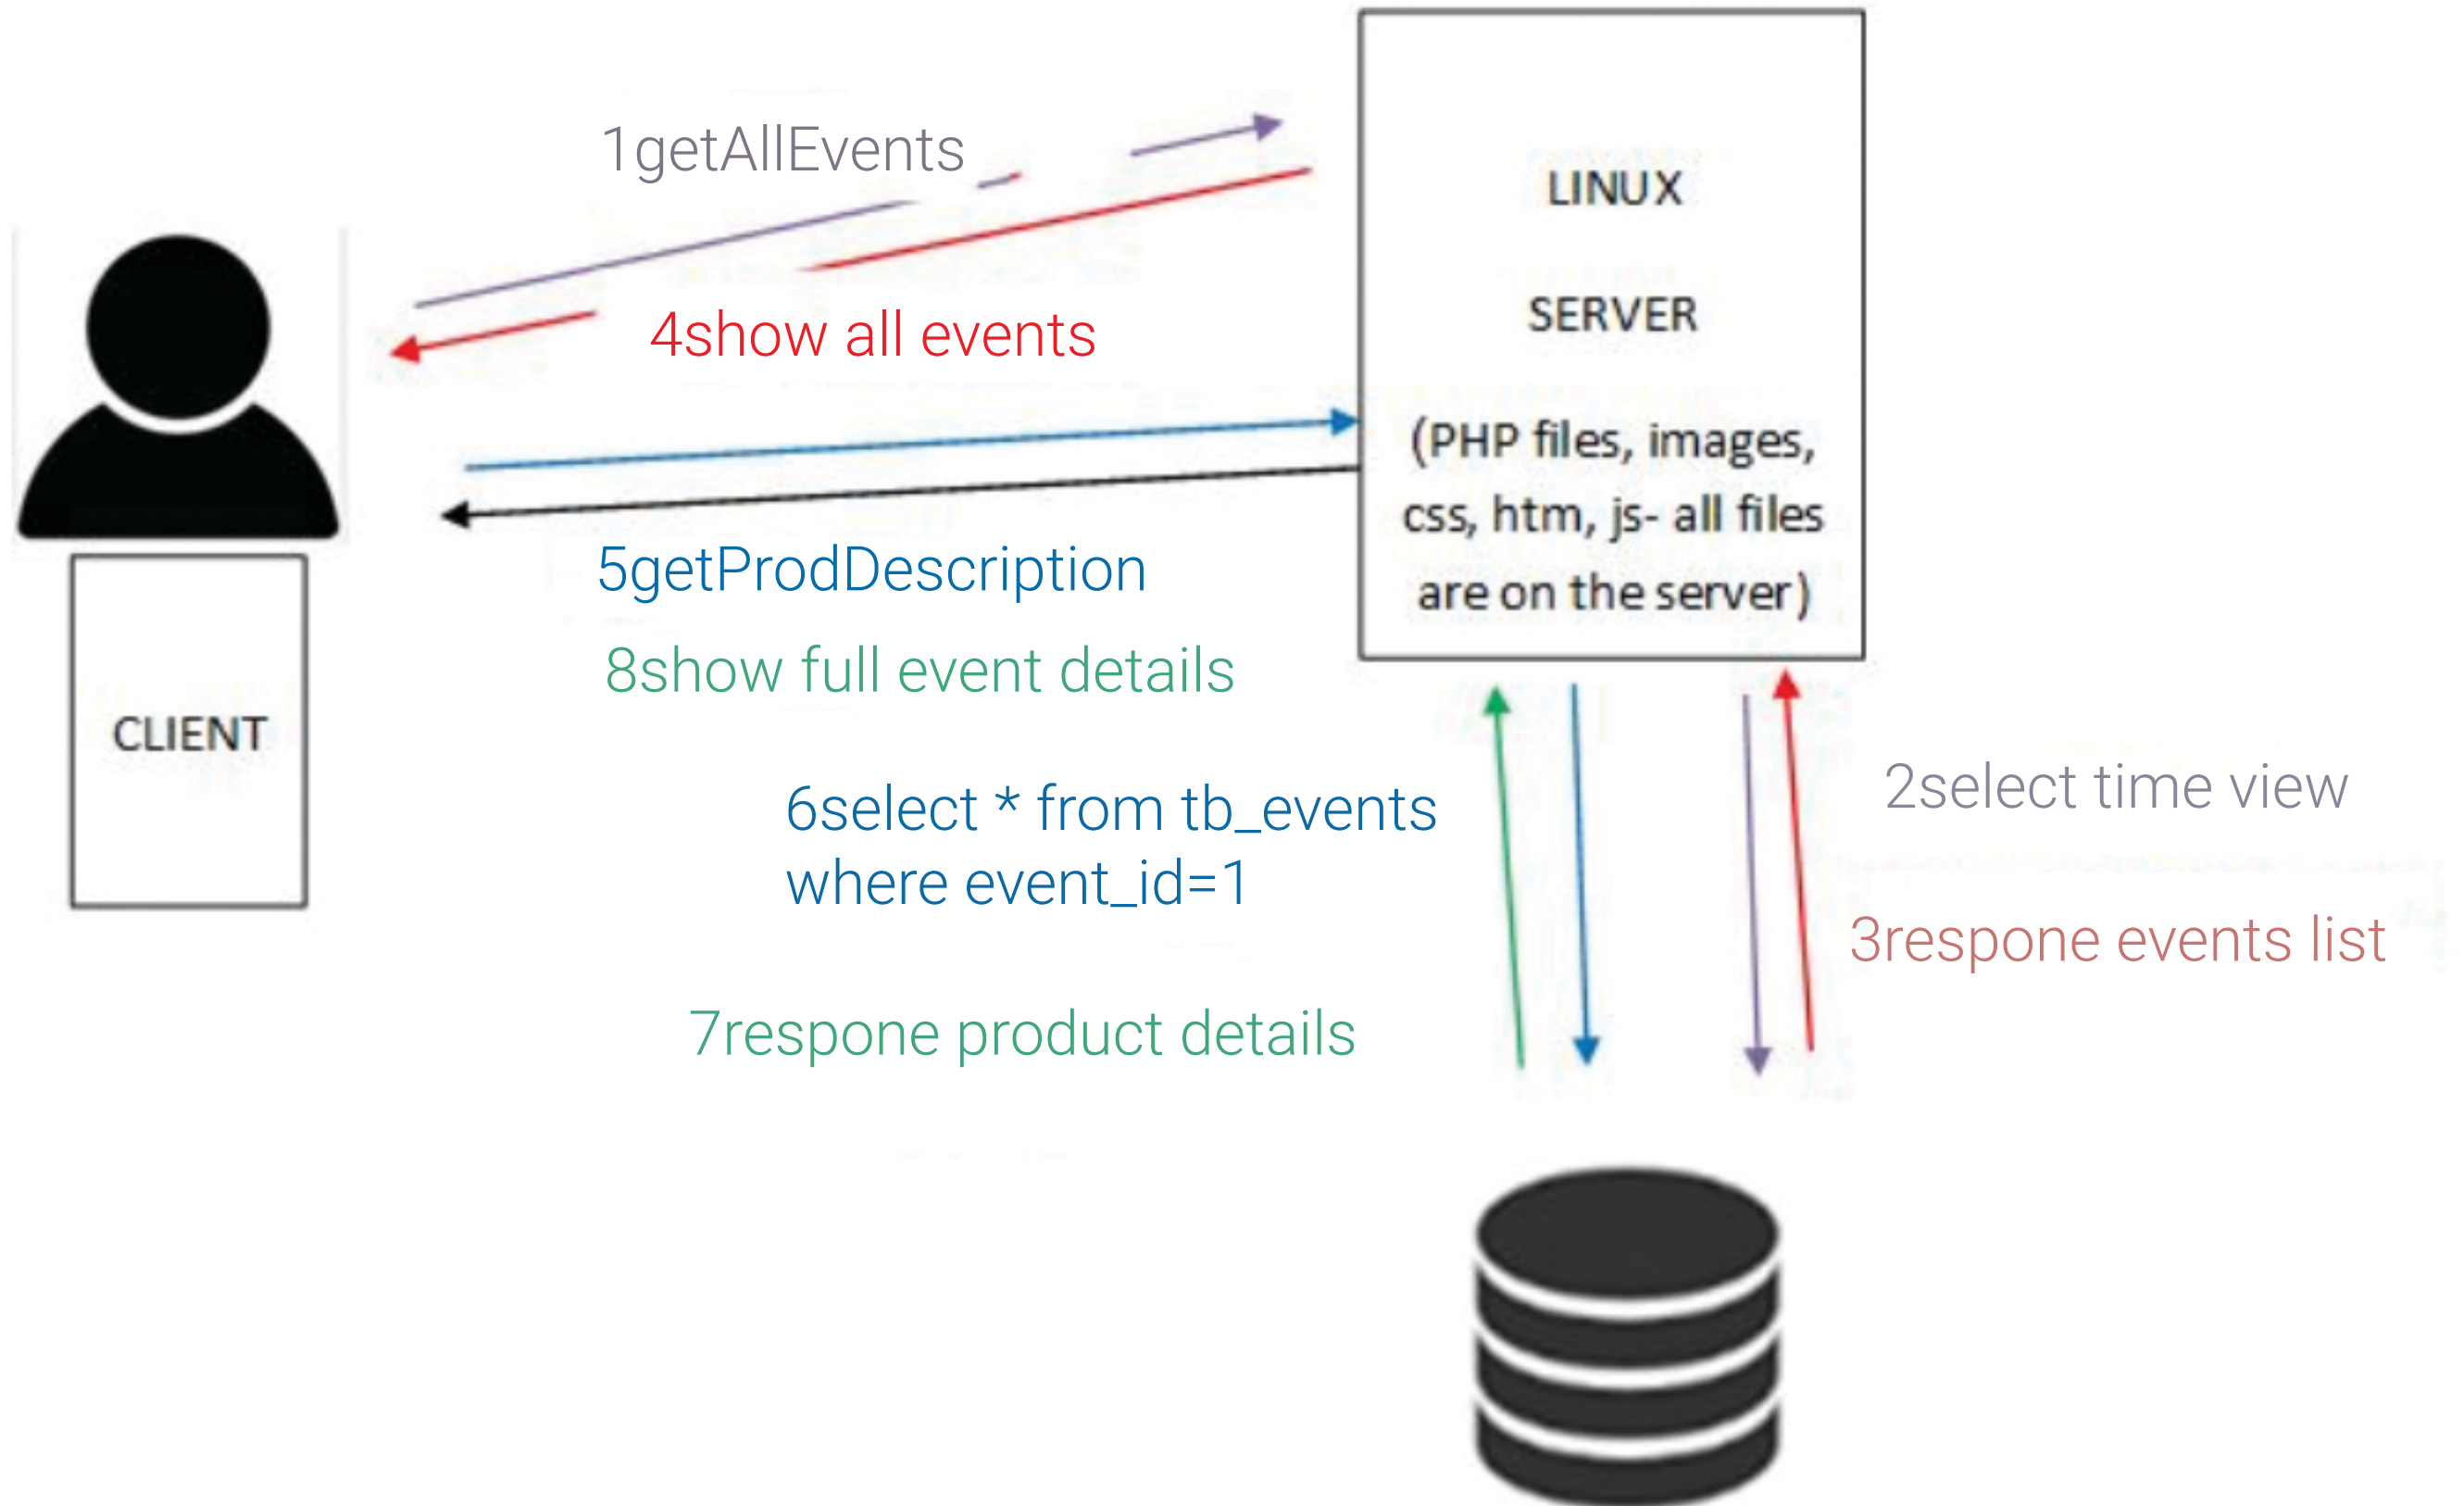 1getAllEvents
4show all events
LINUX
SERVER
(PHP files, images,
css, htm, js- all files
are on the server)
5getProdDescription
8show full event details
CLIENT
6select * from tb_events
where event_id=1
7respone product details
2select time view
3respone events list